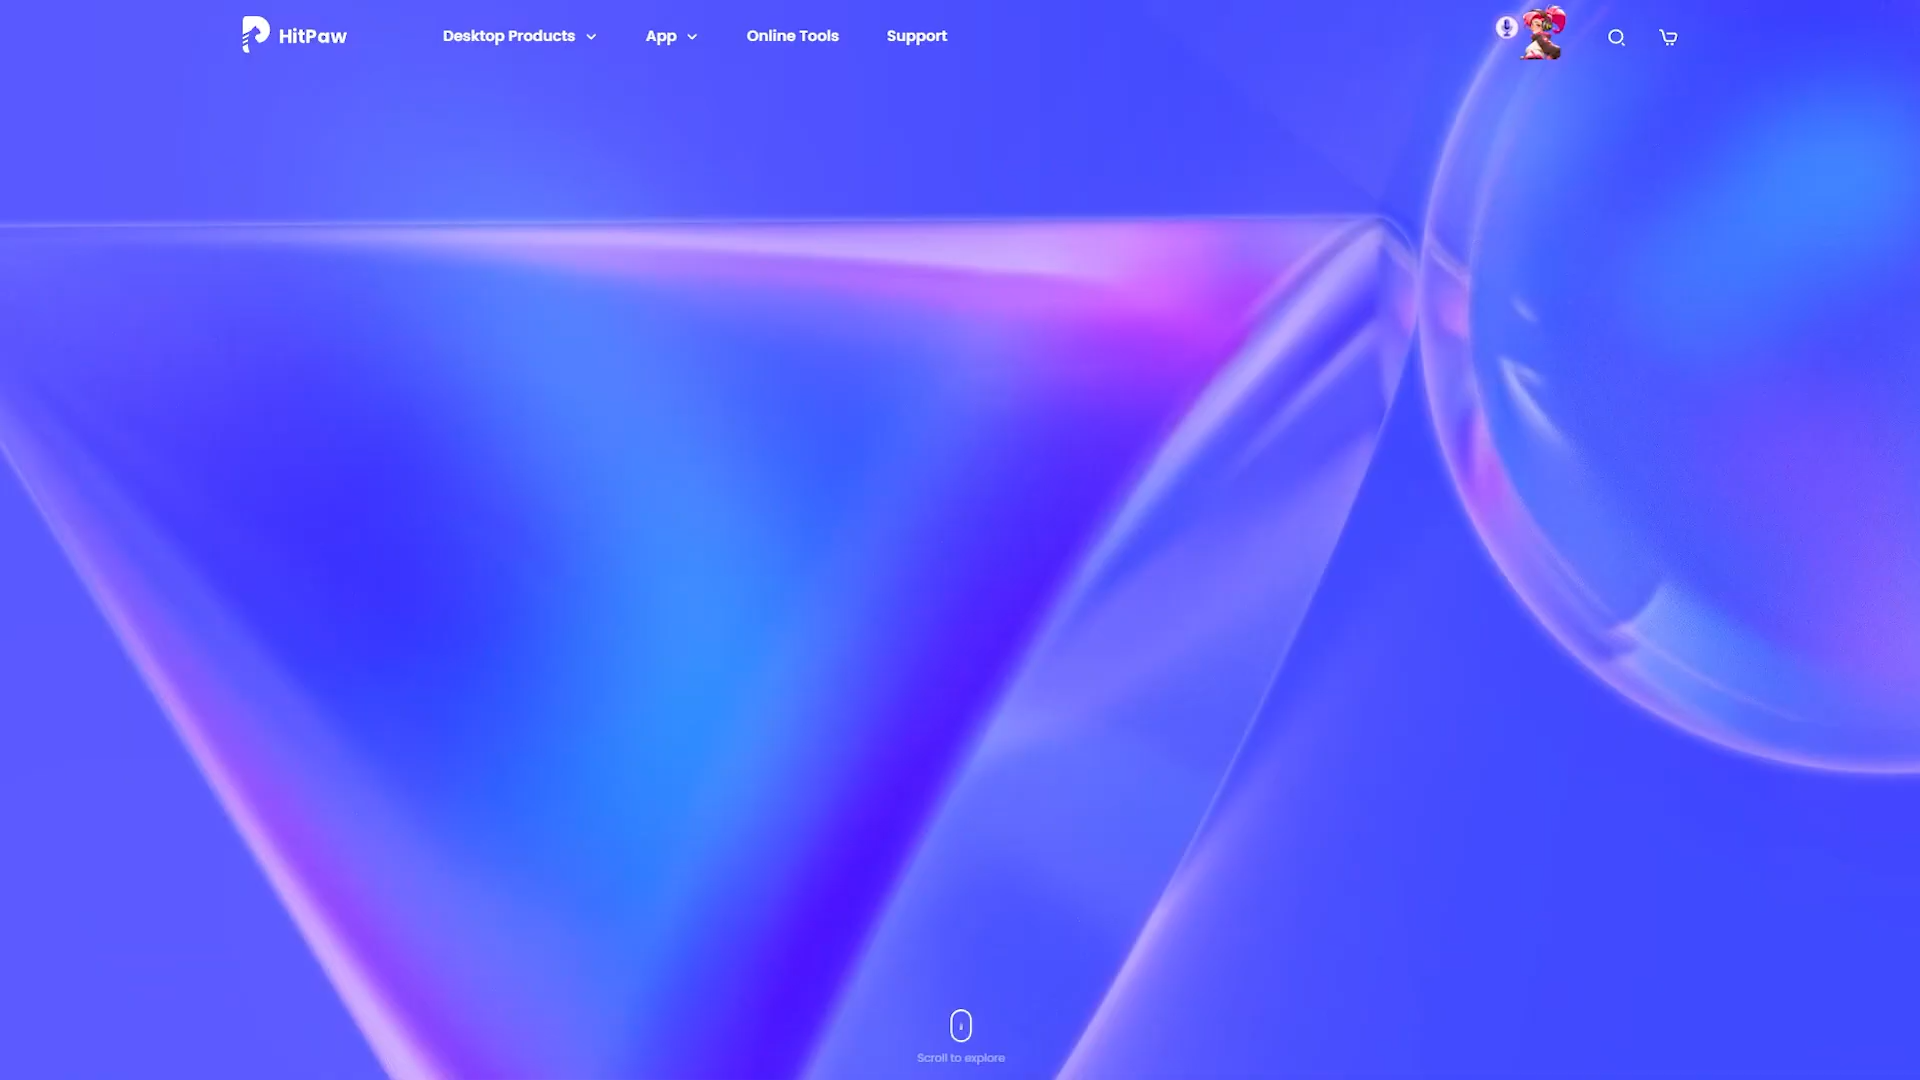 HitPaw
Desktop Products
App
Online Tools
Support
Scroll to explore